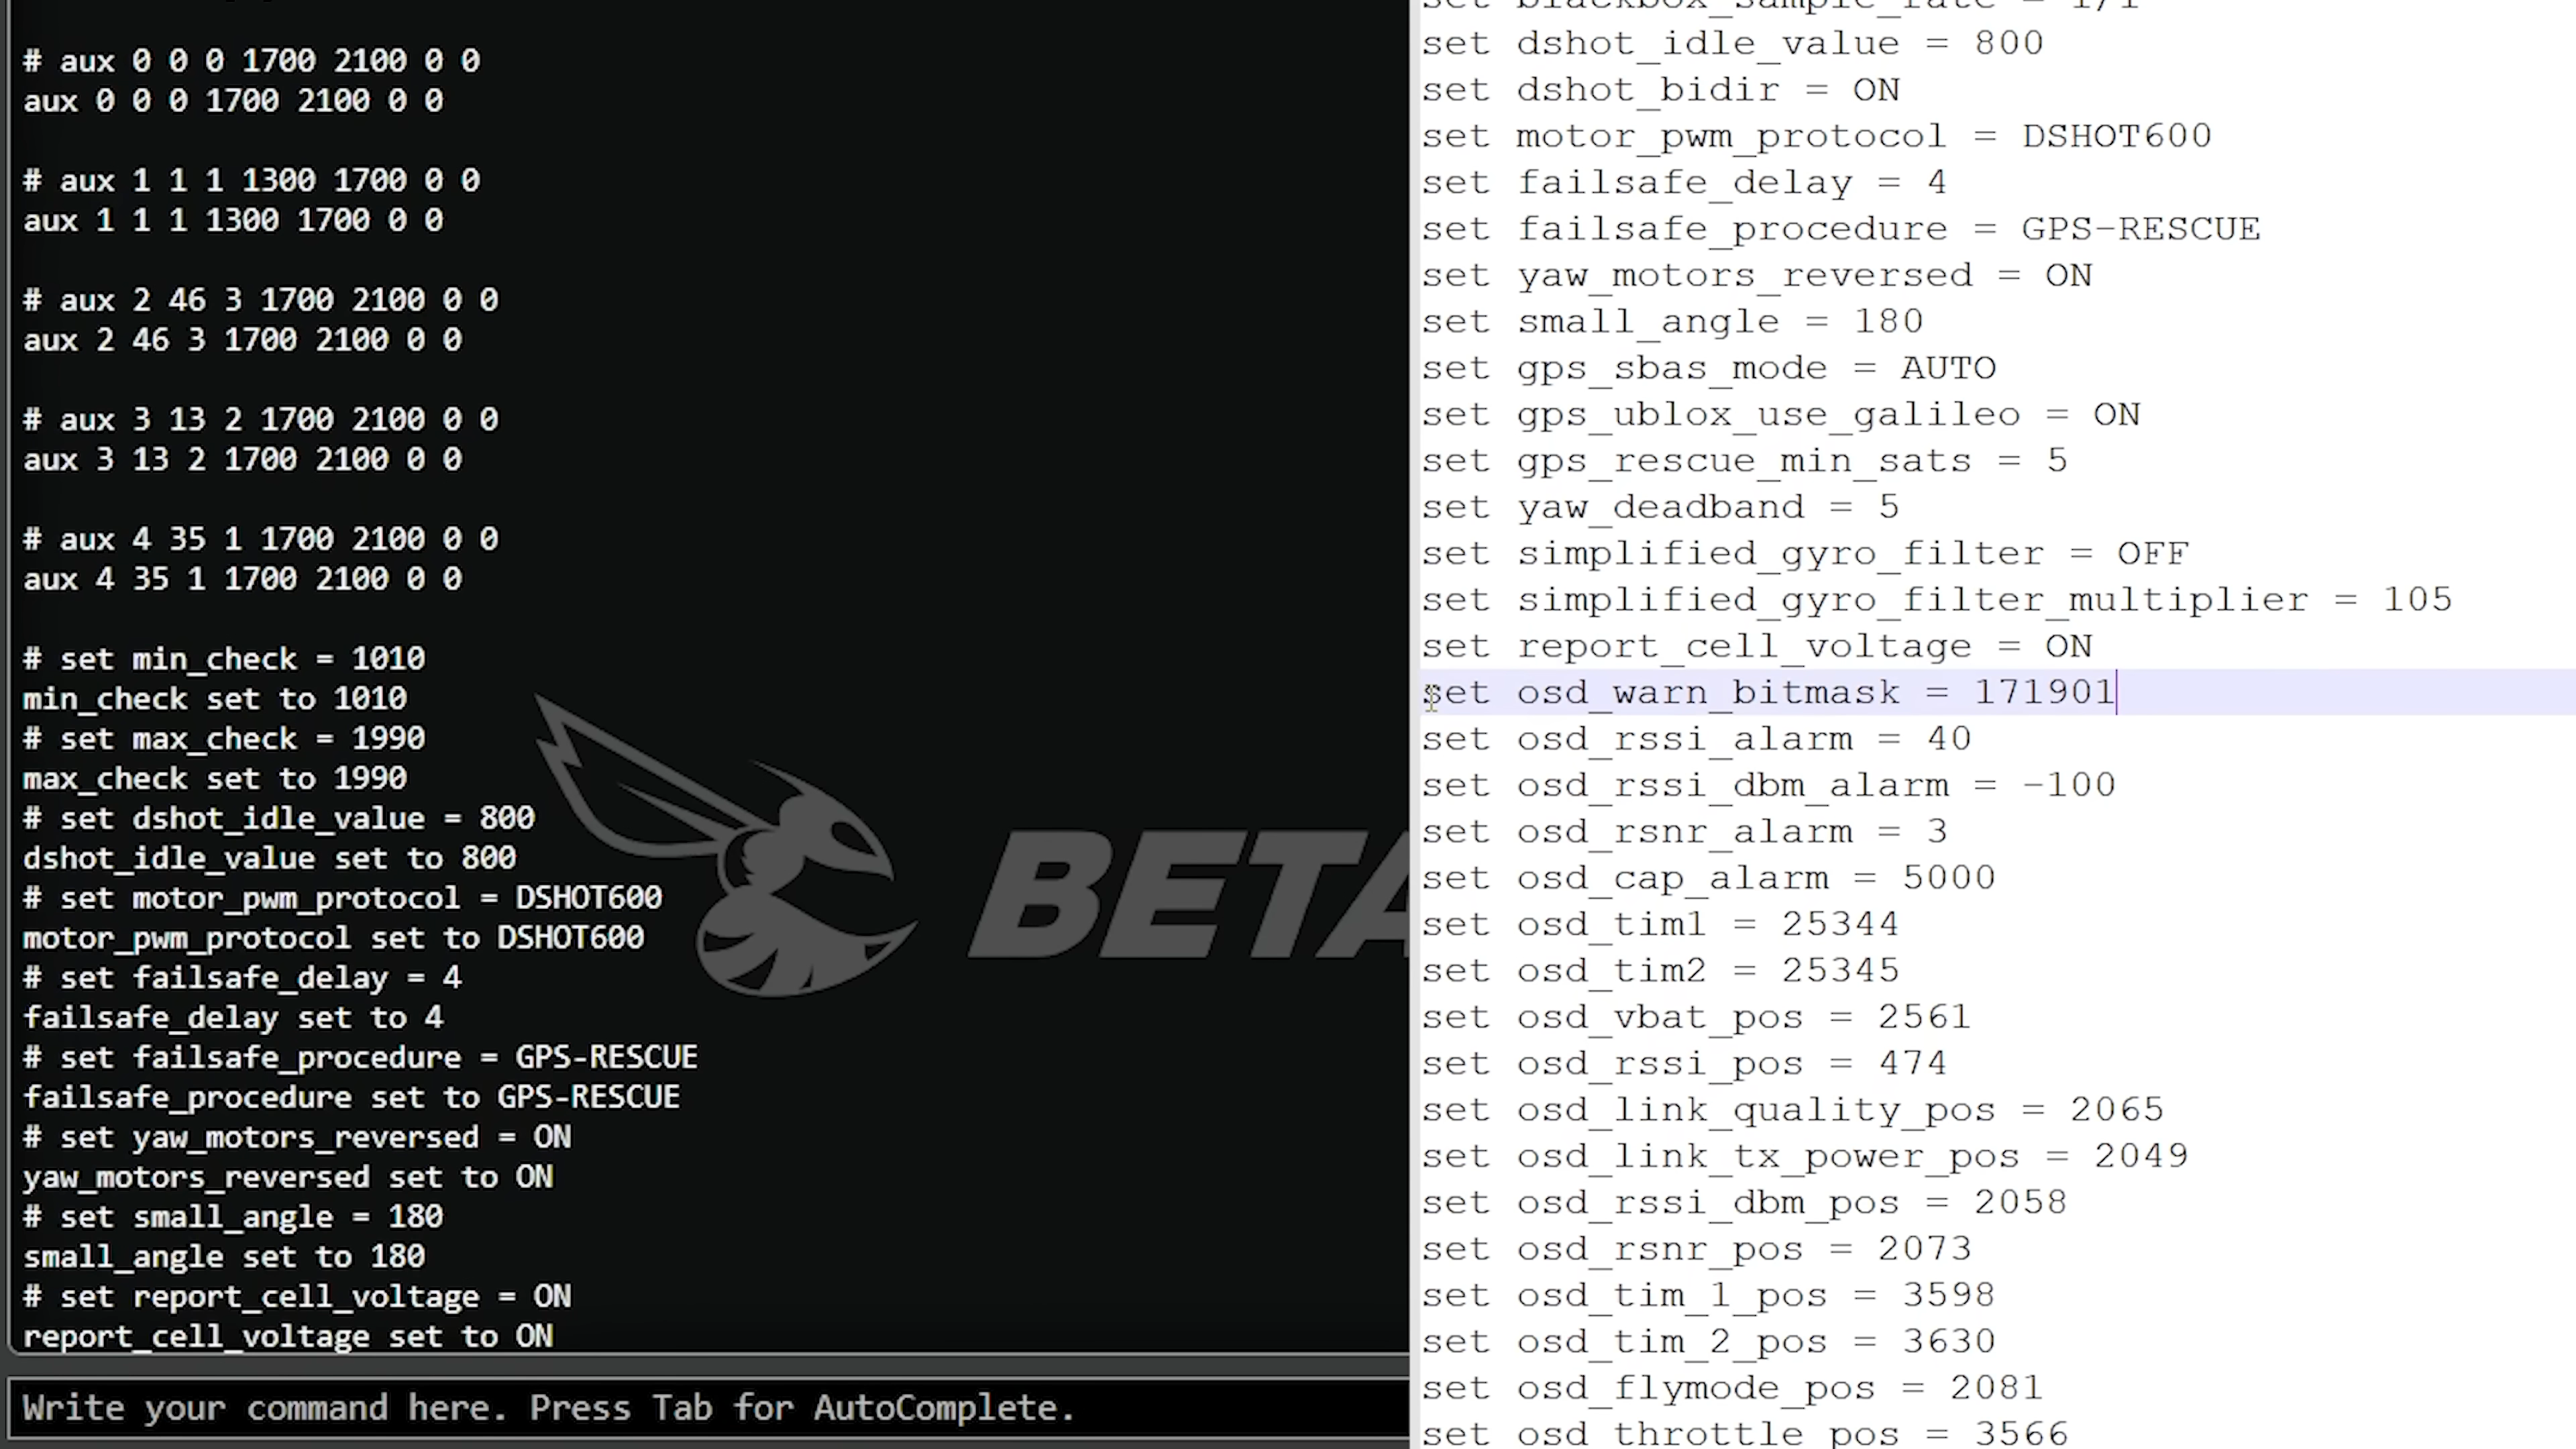 # aux 0 0 0 1700 2100 0 0
aux 0 0 0 1700 2100 0 0
# aux 1 1 1 1300 1700 0 0
aux 1 1 1 1300 1700 0 0
# aux 2 46 3 1700 2100 0 0
aux 2 46 3 1700 2100 0 0
# aux 3 13 2 1700 2100 0 0
aux 3 13 2 1700 2100 0 0
# aux 4 35 1 1700 2100 0 0
aux 4 35 1 1700 2100 0 0
# set min_check = 1010
min_check set to 1010
# set max_check = 1990
max_check set to 1990
# set dshot_idle_value = 800
dshot_idle_value set to 800
# set motor_pwm_protocol = DSHOT600
motor_pwm_protocol set to DSHOT600
# set failsafe_delay = 4
failsafe_delay set to 4
# set failsafe_procedure = GPS-RESCUE
failsafe_procedure set to GPS-RESCUE
# set yaw_motors_reversed = ON
yaw_motors_reversed set to ON
# set small_angle = 180
small_angle set to 180
# set report_cell_voltage = ON
report_cell_voltage set to ON
BETA
Write your command here. Press Tab for AutoComplete.
set blackbox_sample_rate = 1/1
set dshot_idle_value = 800
set dshot_bidir = ON
set motor_pwm_protocol = DSHOT600
set failsafe_delay = 4
set failsafe_procedure = GPS-RESCUE
set yaw_motors_reversed = ON
set small_angle = 180
set gps_sbas_mode = AUTO
set gps_ublox_use_galileo = ON
set gps_rescue_min_sats = 5
set yaw_deadband = 5
set simplified_gyro_filter = OFF
set simplified_gyro_filter_multiplier = 105
set report_cell_voltage = ON
set osd_warn_bitmask = 171901
set osd_rssi_alarm = 40
set osd_rssi_dbm_alarm = -100
set osd_rsnr_alarm = 3
set osd_cap_alarm = 5000
set osd_tim1 = 25344
set osd_tim2 = 25345
set osd_vbat_pos = 2561
set osd_rssi_pos = 474
set osd_link_quality_pos = 2065
set osd_link_tx_power_pos = 2049
set osd_rssi_dbm_pos = 2058
set osd_rsnr_pos = 2073
set osd_tim_1_pos = 3598
set osd_tim_2_pos = 3630
set osd_flymode_pos = 2081
set osd_throttle_pos = 3566